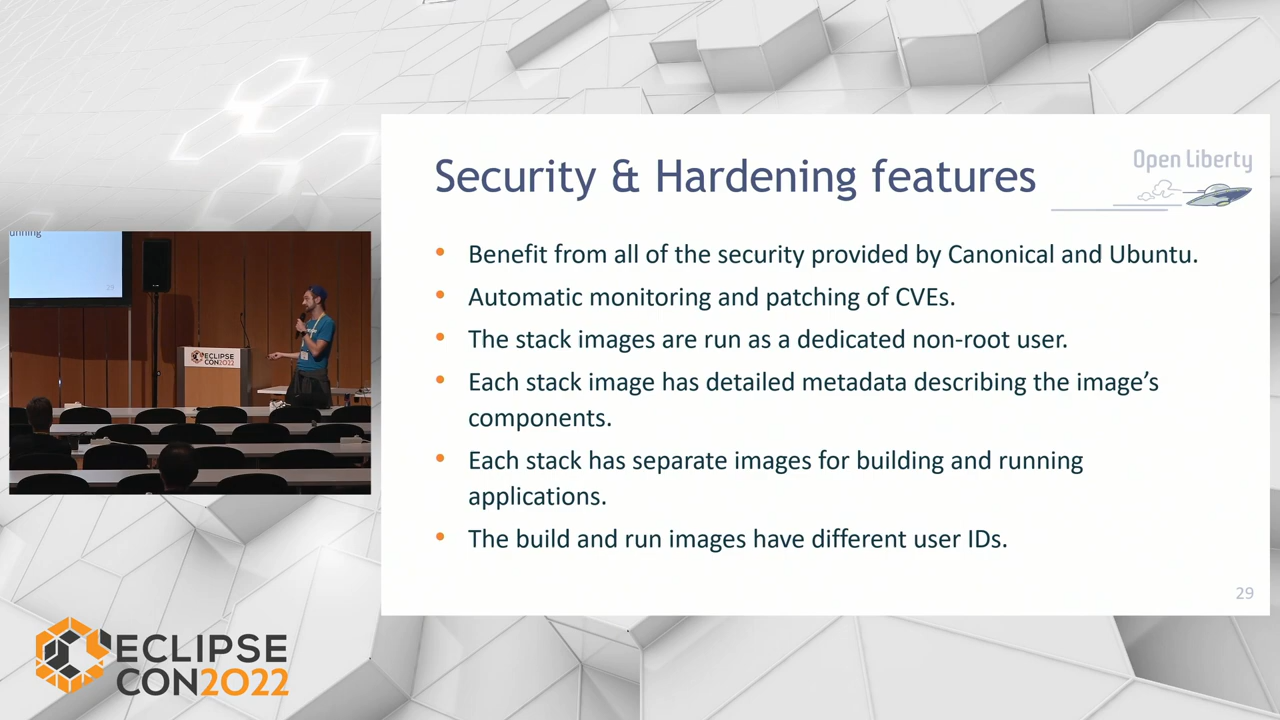 Security & Hardening features
Open Liberty
• Benefit from all of the security provided by Canonical and Ubuntu.
• Automatic monitoring and patching of CVEs.
• The stack images are run as a dedicated non-root user.
• Each stack image has detailed metadata describing the image’s
components.
• Each stack has separate images for building and running
applications.
• The build and run images have different user IDs.
29
unning
29
ECLIPSE
CON2022
ECLIPSE
CON2022